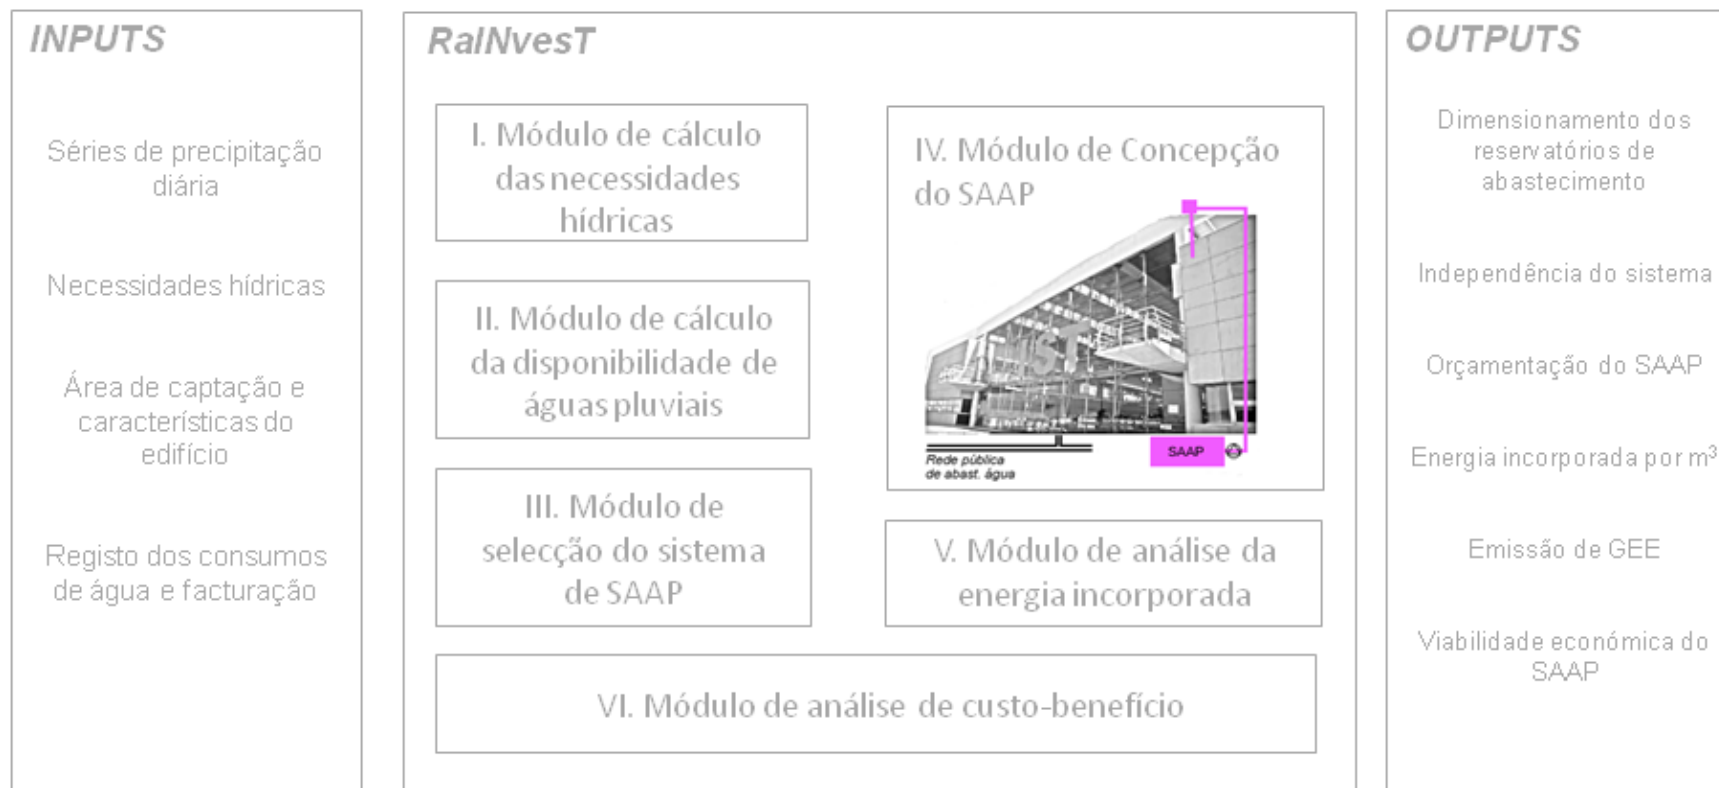 INPUTS
Séries de precipitação
diária
Necessidades hídricas
Área de captação e
características do
edifício
Registo dos consumos
de água e facturação
RaINvesT
I. Módulo de cálculo
das necessidades
hídricas
II. Módulo de cálculo
da disponibilidade de
águas pluviais
III. Módulo de
selecção do sistema
de SAAP
IV. Módulo de Concepção
do SAAP
IST
SAAP
Rede pública
de abast. água
V. Módulo de análise da
energia incorporada
VI. Módulo de análise de custo-benefício
OUTPUTS
Dimensionamento dos
reservatórios de
abastecimento
Independência do sistema
Orçamentação do SAAP
Energia incorporada por m³
Emissão de GEE
Viabilidade económica do
SAAP